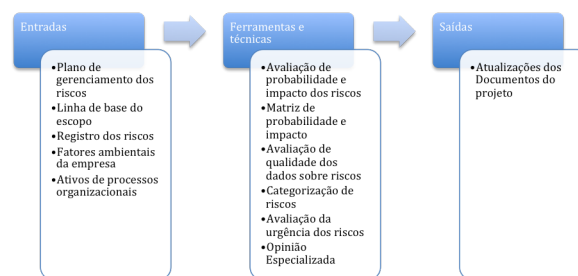 Entradas
•Plano de
gerenciamento dos
riscos
•Linha de base do
escopo
•Registro dos riscos
•Fatores ambientais
da empresa
•Ativos de processos
organizacionais
Ferramentas e
técnicas
•Avaliação de
probabilidade e
impacto dos riscos
•Matriz de
probabilidade e
impacto
•Avaliação de
qualidade dos
dados sobre riscos
•Categorização de
riscos
•Avaliação da
urgência dos riscos
•Opinião
Especializada
Saídas
•Atualizações dos
Documentos do
projeto